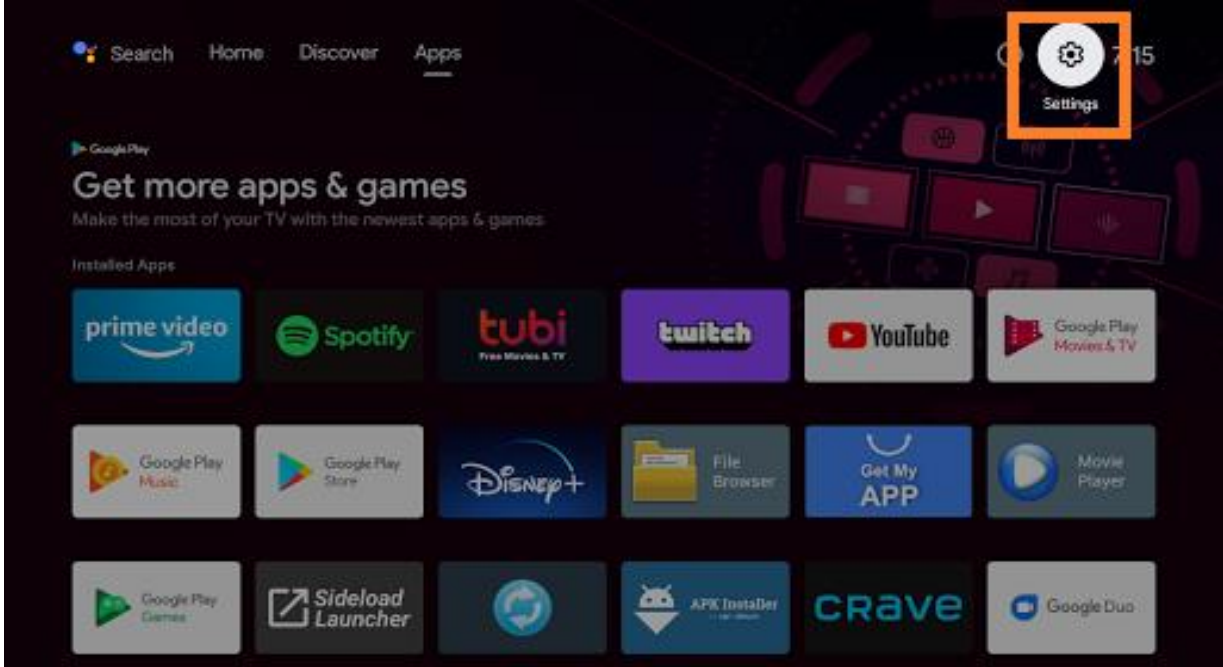 Search Home Discover Apps
7:15
Settings
Google Play
Get more apps & games
Make the most of your TV with the newest apps & games
Installed Apps
prime video
Spotify
tubi
Free Movies & TV
twitch
YouTube
Google Play
Movies & TV
Google Play
Music
Google Play
Store
Disney+
File
Browser
Get My
APP
Movie
Player
Google Play
Games
Sideload
Launcher
APK Installer
CRAVE
Google Duo